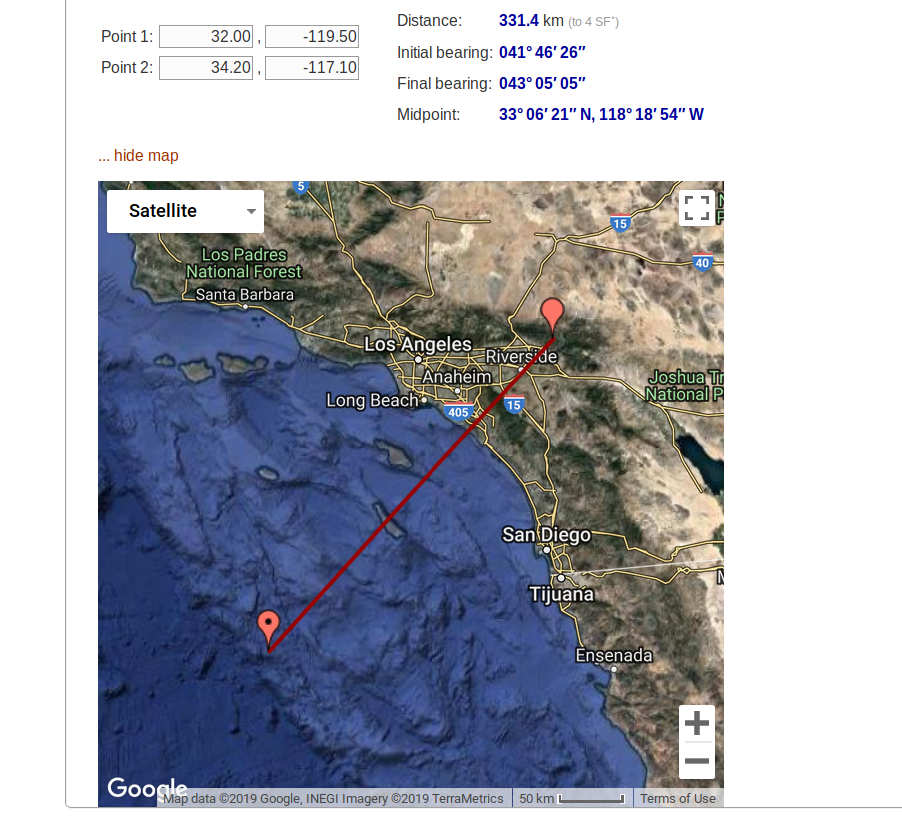 Distance: 331.4 km (to 4 SF*)
Point 1: 32.00 , -119.50
Initial bearing: 041° 46′ 26″
Point 2: 34.20 , -117.10
Final bearing: 043° 05′ 05″
Midpoint: 33° 06′ 21″ N, 118° 18′ 54″ W
... hide map
5
Satellite
15
Los Padres
National Forest
40
Santa Barbara
Los Angeles
Riverside
Anaheim
Joshua Tr
National P
Long Beach
405
15
San Diego
Tijuana
Ensenada
+
−
Google
Map data ©2019 Google, INEGI Imagery ©2019 TerraMetrics 50 km Terms of Use